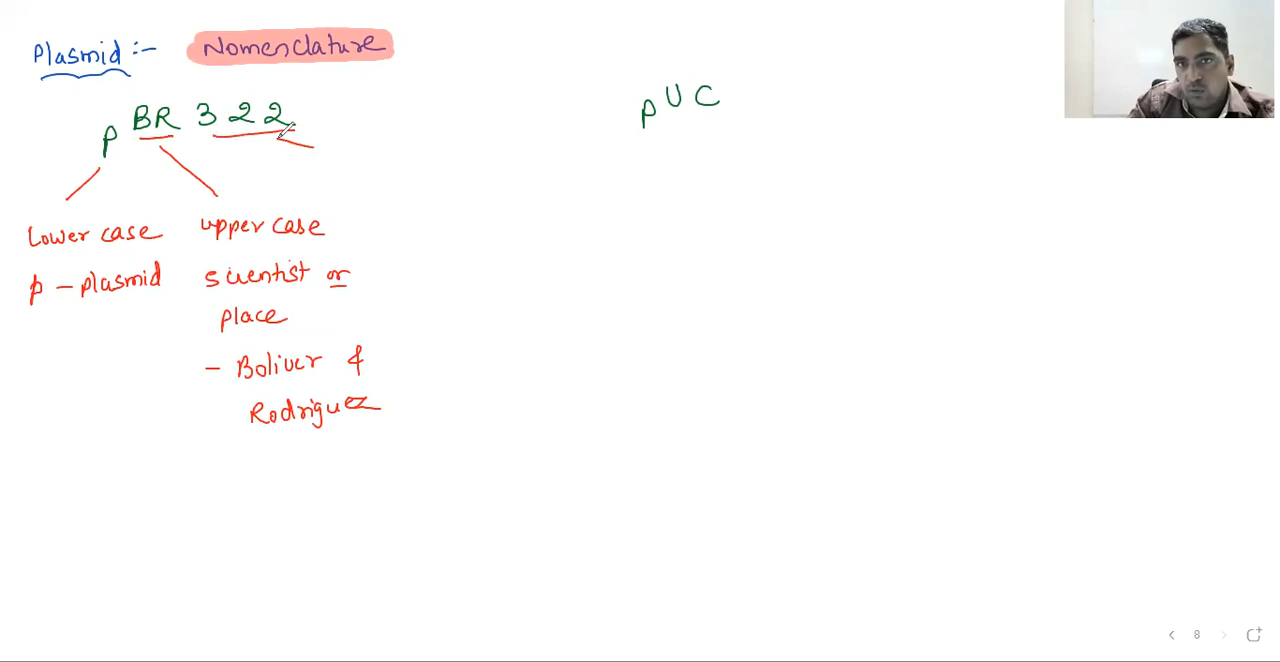 Plasmid :- Nomenclature
pBR 322
pUC
Lower case
p - plasmid
upper case
scientist or
place
- Boliver &
Rodriguez
8